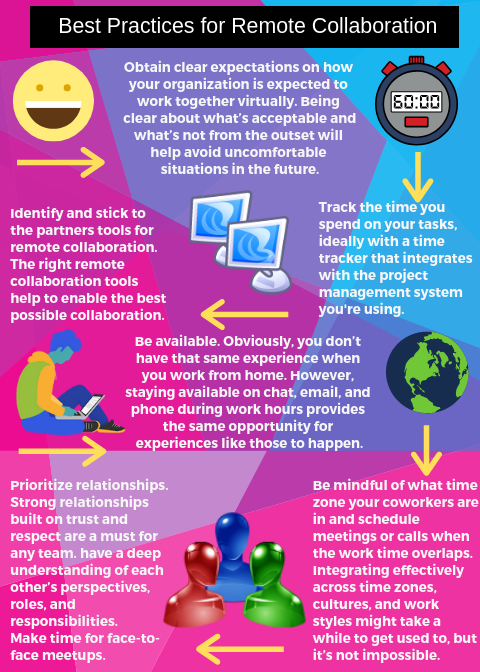 Best Practices for Remote Collaboration
Obtain clear expectations on how
your organization is expected to
work together virtually. Being
clear about what's acceptable and
what's not from the outset will
help avoid uncomfortable
situations in the future.
60:00
Track the time you
spend on your tasks,
ideally with a time
tracker that integrates
with the project
management system
you're using.
Identify and stick to
the partners tools for
remote collaboration.
The right remote
collaboration tools
help to enable the best
possible collaboration.
Be available. Obviously, you don't
have that same experience when
you work from home. However,
staying available on chat, email, and
phone during work hours provides
the same opportunity for
experiences like those to happen.
Be mindful of what time
zone your coworkers are
in and schedule
meetings or calls when
the work time overlaps.
Integrating effectively
across time zones,
cultures, and work
styles might take a
while to get used to, but
it's not impossible.
Prioritize relationships.
Strong relationships
built on trust and
respect are a must for
any team. have a deep
understanding of each
other's perspectives,
roles, and
responsibilities.
Make time for face-to-
face meetups.